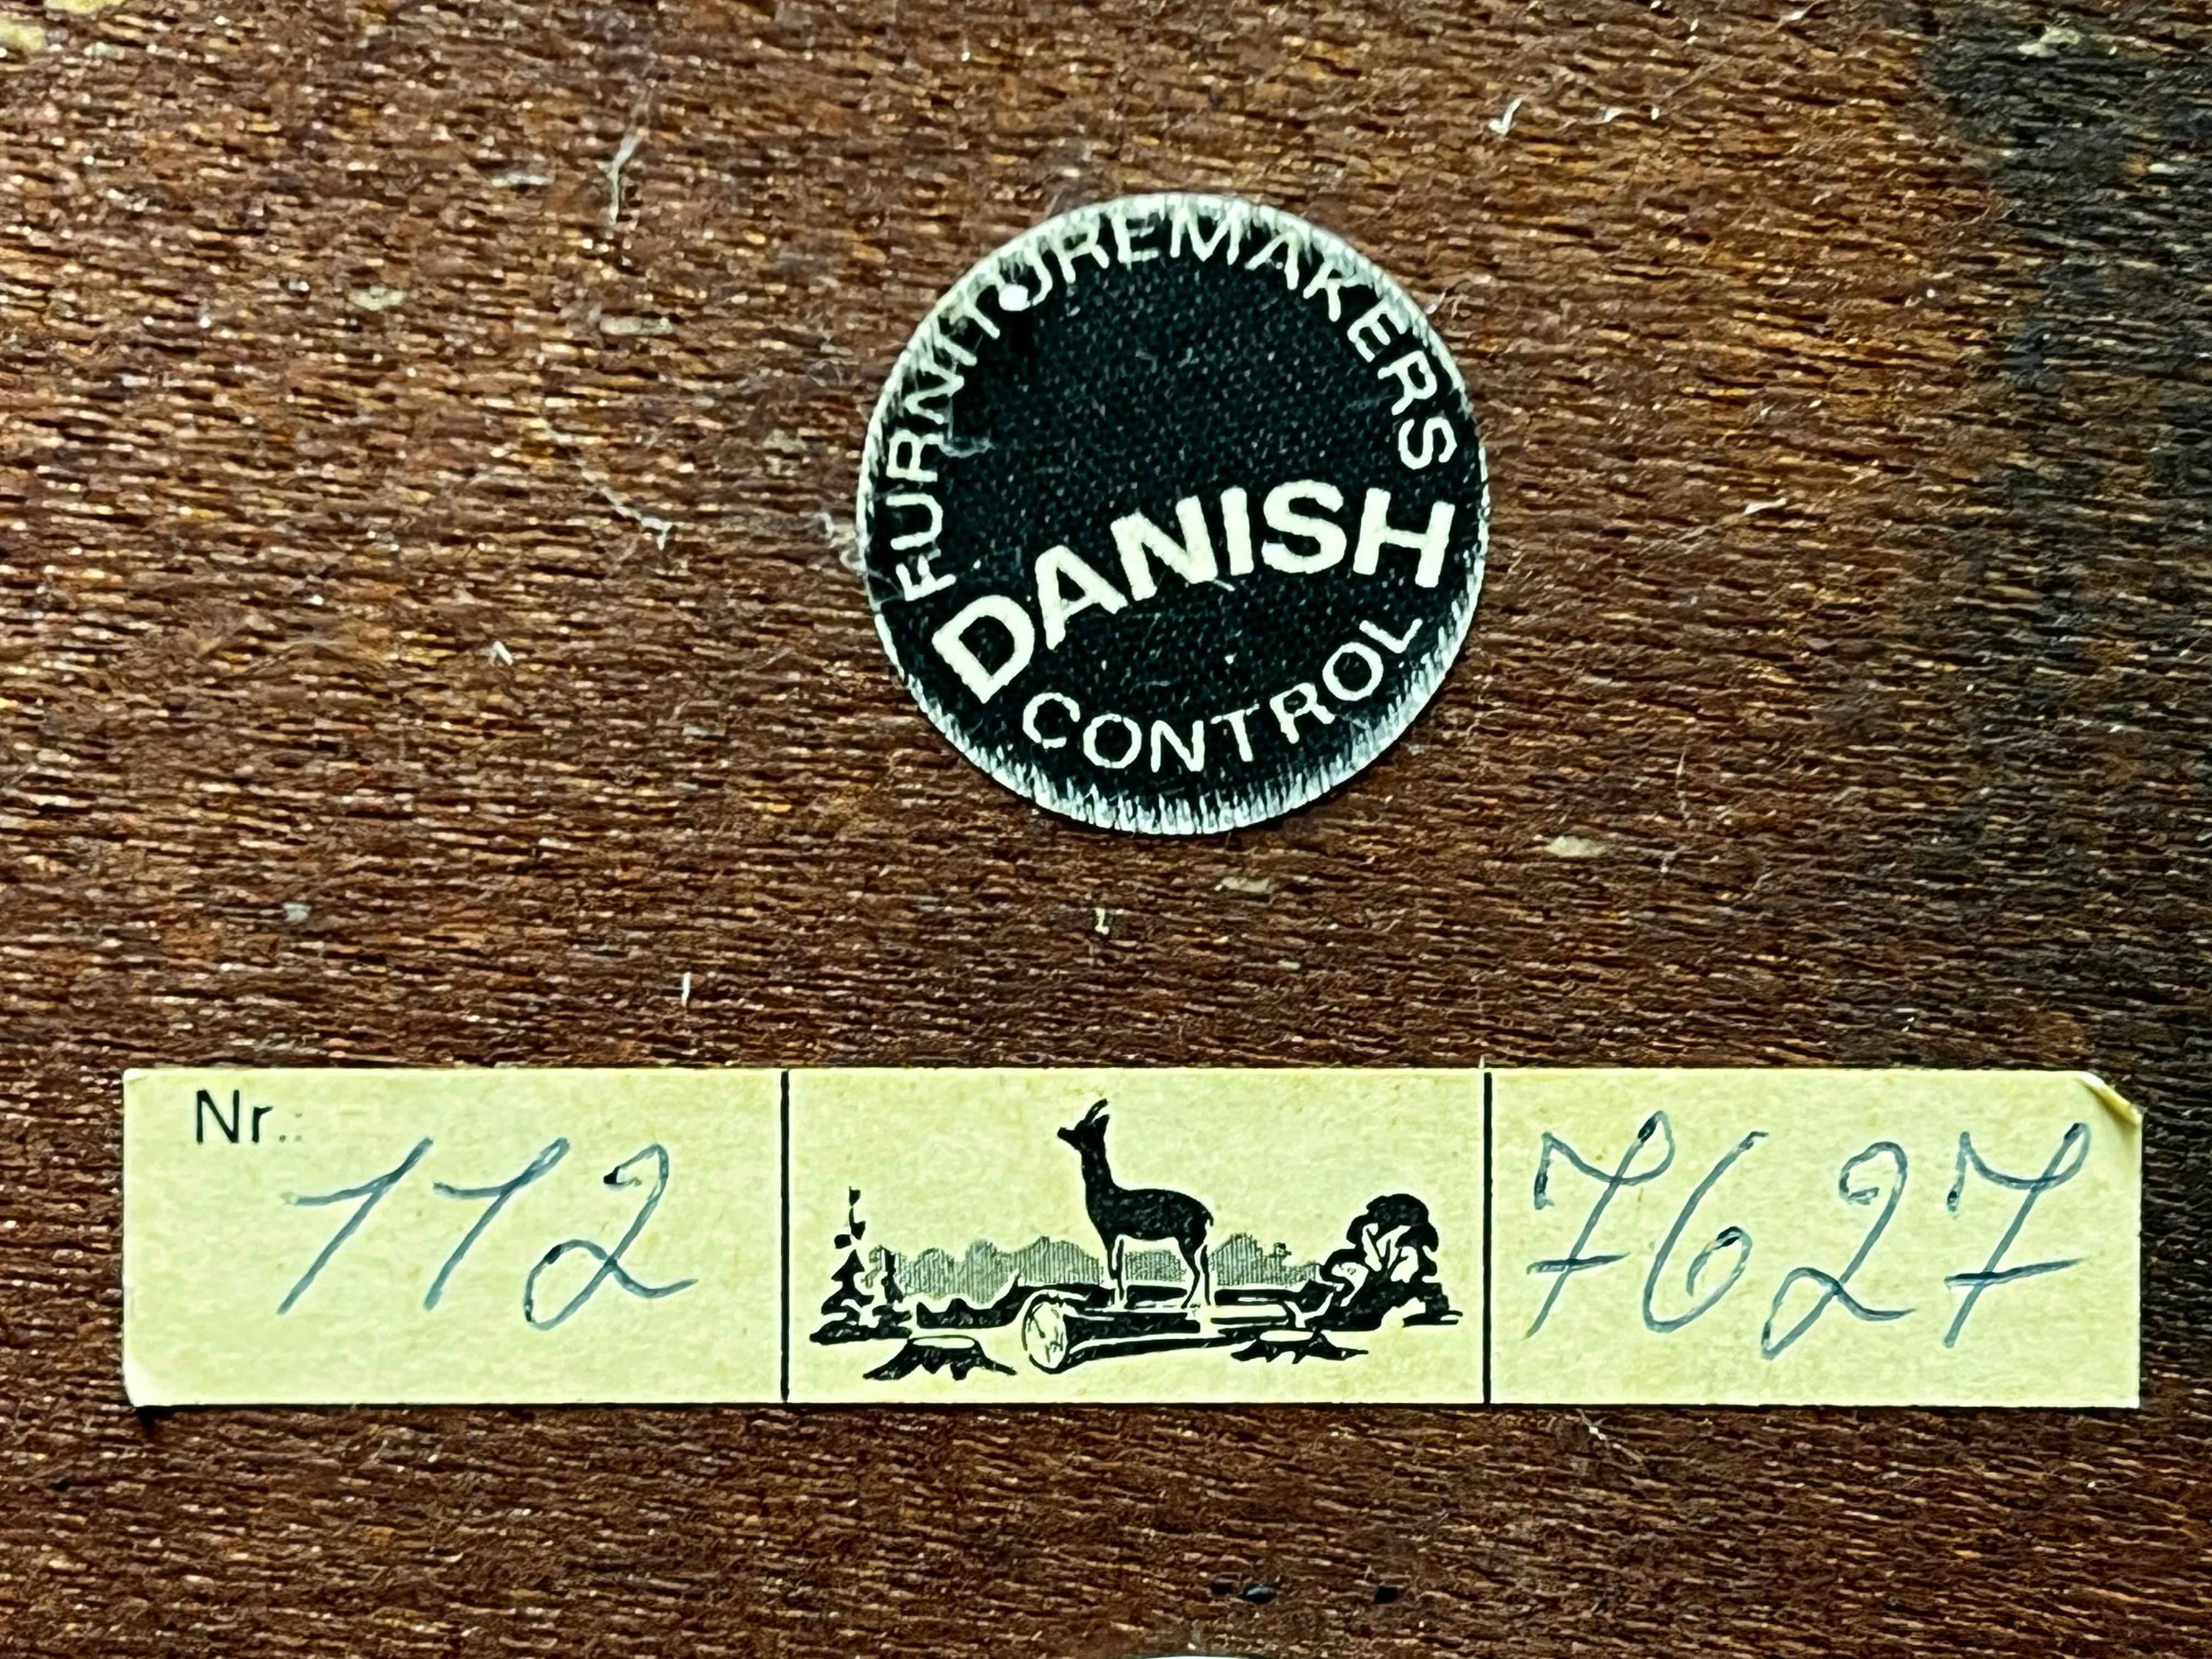 FURNITUREMAKERS
DANISH
CONTROL
Nr.: 112 7627